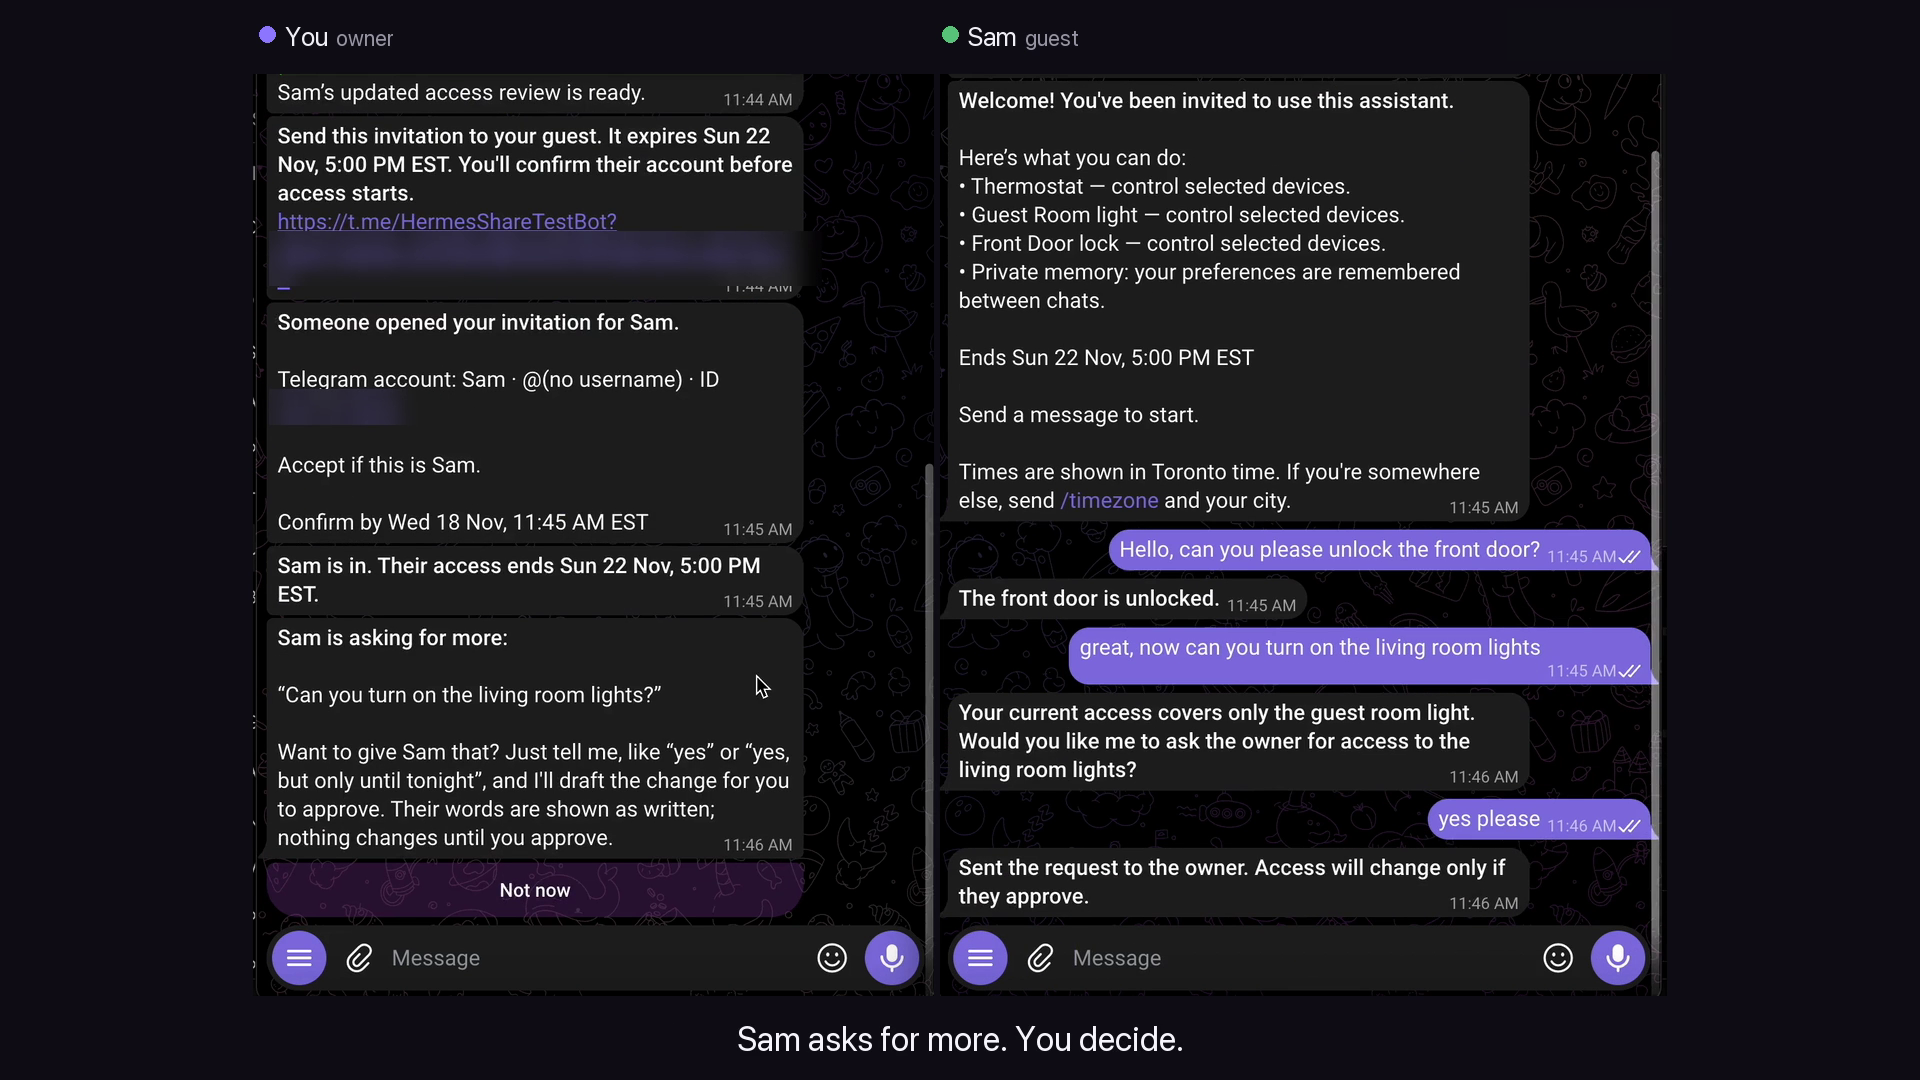 You owner
Sam’s updated access review is ready.
11:44 AM
Send this invitation to your guest. It expires Sun 22
Nov, 5:00 PM EST. You'll confirm their account before
access starts.
https://t.me/HermesShareTestBot?
11:44 AM
Someone opened your invitation for Sam.
Telegram account: Sam · @(no username) · ID
Accept if this is Sam.
Confirm by Wed 18 Nov, 11:45 AM EST
11:45 AM
Sam is in. Their access ends Sun 22 Nov, 5:00 PM
EST.
11:45 AM
Sam is asking for more:
“Can you turn on the living room lights?”
Want to give Sam that? Just tell me, like “yes” or “yes,
but only until tonight”, and I'll draft the change for you
to approve. Their words are shown as written;
nothing changes until you approve.
11:46 AM
Not now
Message
Sam guest
Welcome! You've been invited to use this assistant.
Here’s what you can do:
• Thermostat — control selected devices.
• Guest Room light — control selected devices.
• Front Door lock — control selected devices.
• Private memory: your preferences are remembered
between chats.
Ends Sun 22 Nov, 5:00 PM EST
Send a message to start.
Times are shown in Toronto time. If you're somewhere
else, send /timezone and your city.
11:45 AM
Hello, can you please unlock the front door? 11:45 AM
The front door is unlocked. 11:45 AM
great, now can you turn on the living room lights
11:45 AM
Your current access covers only the guest room light.
Would you like me to ask the owner for access to the
living room lights?
11:46 AM
yes please 11:46 AM
Sent the request to the owner. Access will change only if
they approve.
11:46 AM
Message
Sam asks for more. You decide.